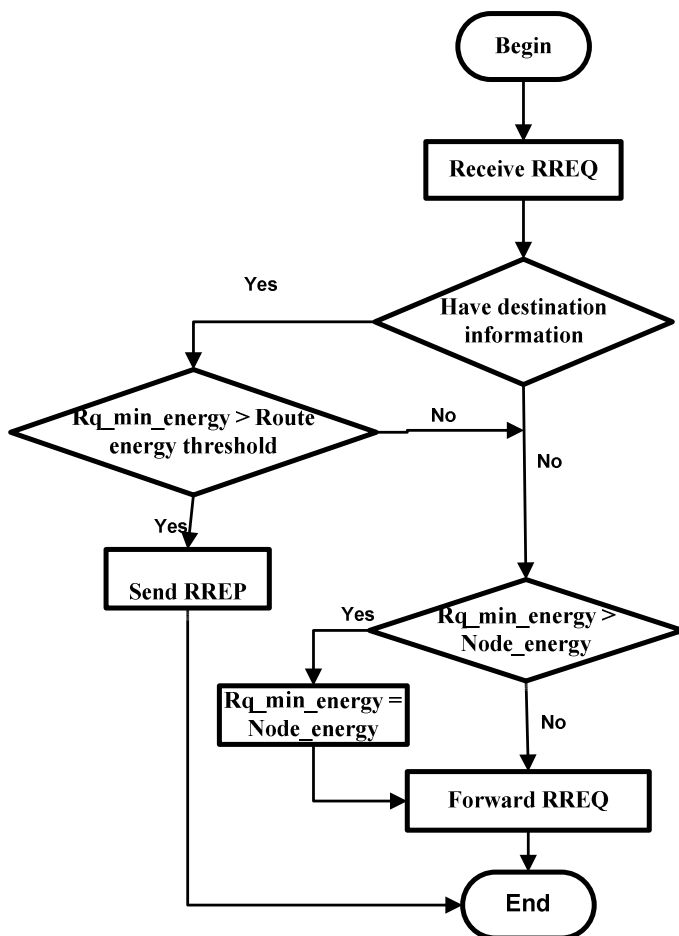 Begin
Receive RREQ
Yes
Have destination
information
Rq_min_energy > Route
energy threshold
No
No
Yes
Send RREP
Yes
Rq_min_energy >
Node_energy
Rq_min_energy =
Node_energy
No
Forward RREQ
End